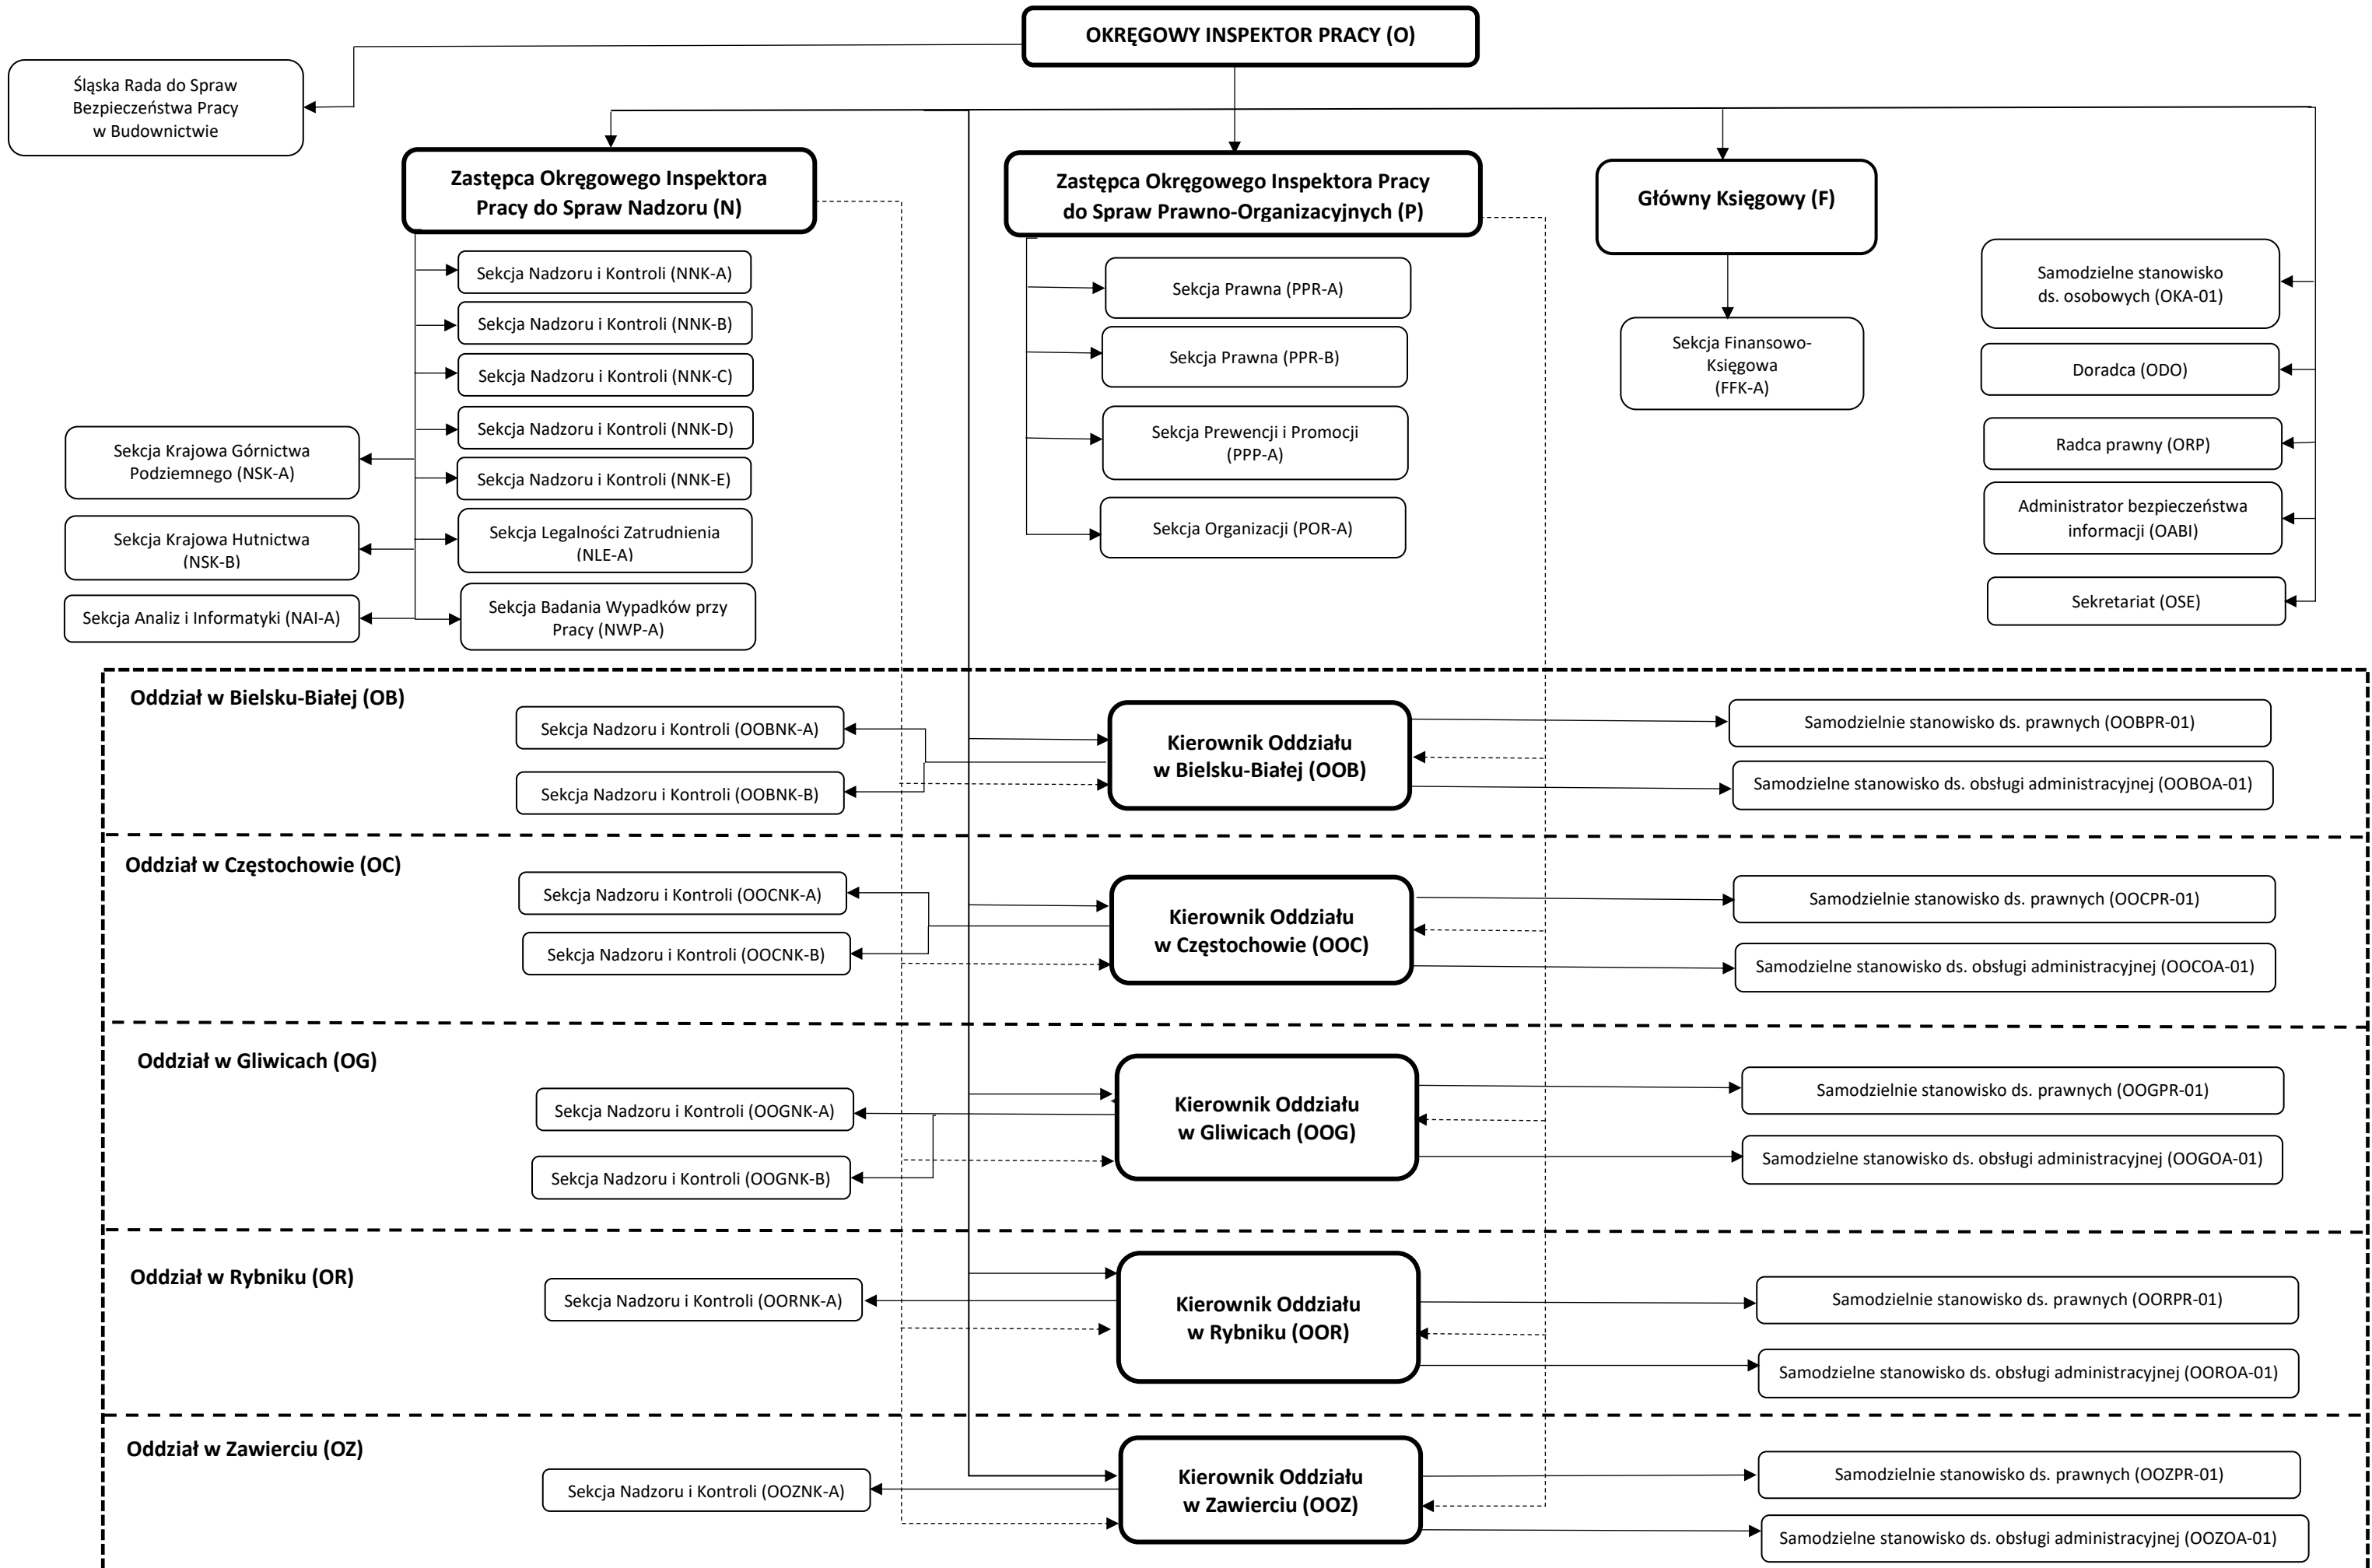 OKRĘGOWY INSPEKTOR PRACY (O)
Śląska Rada do Spraw
Bezpieczeństwa Pracy
w Budownictwie
Zastępca Okręgowego Inspektora
Pracy do Spraw Nadzoru (N)
Zastępca Okręgowego Inspektora Pracy
do Spraw Prawno-Organizacyjnych (P)
Główny Księgowy (F)
Sekcja Nadzoru i Kontroli (NNK-A)
Sekcja Nadzoru i Kontroli (NNK-B)
Sekcja Nadzoru i Kontroli (NNK-C)
Sekcja Nadzoru i Kontroli (NNK-D)
Sekcja Nadzoru i Kontroli (NNK-E)
Sekcja Legalności Zatrudnienia
(NLE-A)
Sekcja Badania Wypadków przy
Pracy (NWP-A)
Sekcja Krajowa Górnictwa
Podziemnego (NSK-A)
Sekcja Krajowa Hutnictwa
(NSK-B)
Sekcja Analiz i Informatyki (NAI-A)
Sekcja Prawna (PPR-A)
Sekcja Prawna (PPR-B)
Sekcja Prewencji i Promocji
(PPP-A)
Sekcja Organizacji (POR-A)
Sekcja Finansowo-
Księgowa
(FFK-A)
Samodzielne stanowisko
ds. osobowych (OKA-01)
Doradca (ODO)
Radca prawny (ORP)
Administrator bezpieczeństwa
informacji (OABI)
Sekretariat (OSE)
Oddział w Bielsku-Białej (OB)
Sekcja Nadzoru i Kontroli (OOBNK-A)
Sekcja Nadzoru i Kontroli (OOBNK-B)
Kierownik Oddziału
w Bielsku-Białej (OOB)
Samodzielnie stanowisko ds. prawnych (OOBPR-01)
Samodzielne stanowisko ds. obsługi administracyjnej (OOBOA-01)
Oddział w Częstochowie (OC)
Sekcja Nadzoru i Kontroli (OOCNK-A)
Sekcja Nadzoru i Kontroli (OOCNK-B)
Kierownik Oddziału
w Częstochowie (OOC)
Samodzielnie stanowisko ds. prawnych (OOCPR-01)
Samodzielne stanowisko ds. obsługi administracyjnej (OOCOA-01)
Oddział w Gliwicach (OG)
Sekcja Nadzoru i Kontroli (OOGNK-A)
Sekcja Nadzoru i Kontroli (OOGNK-B)
Kierownik Oddziału
w Gliwicach (OOG)
Samodzielnie stanowisko ds. prawnych (OOGPR-01)
Samodzielne stanowisko ds. obsługi administracyjnej (OOGOA-01)
Oddział w Rybniku (OR)
Sekcja Nadzoru i Kontroli (OORNK-A)
Kierownik Oddziału
w Rybniku (OOR)
Samodzielnie stanowisko ds. prawnych (OORPR-01)
Samodzielne stanowisko ds. obsługi administracyjnej (OOROA-01)
Oddział w Zawierciu (OZ)
Sekcja Nadzoru i Kontroli (OOZNK-A)
Kierownik Oddziału
w Zawierciu (OOZ)
Samodzielnie stanowisko ds. prawnych (OOZPR-01)
Samodzielne stanowisko ds. obsługi administracyjnej (OOZOA-01)